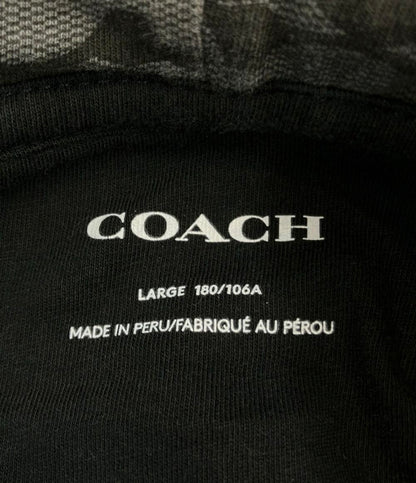 COACH
LARGE 180/106A
MADE IN PERU/FABRIQUÉ AU PÉROU